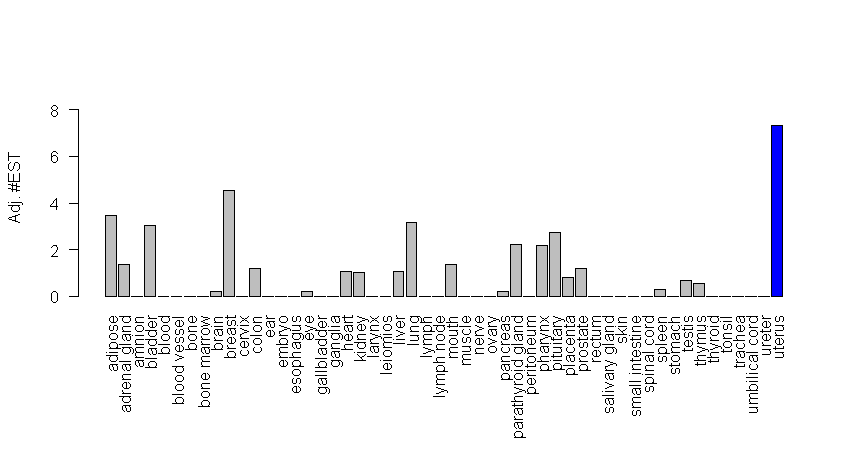 Adj. #EST
8
6
4
2
0
adipose
adrenal gland
amnion
bladder
blood
blood vessel
bone
bone marrow
brain
breast
cervix
colon
ear
embryo
esophagus
eye
gallbladder
ganglia
heart
kidney
larynx
leiomios
liver
lung
lymph
lymph node
mouth
muscle
nerve
ovary
pancreas
parathyroid gland
peritoneum
pharynx
pituitary
placenta
prostate
rectum
salivary gland
skin
small intestine
spinal cord
spleen
stomach
testis
thymus
thyroid
tonsil
trachea
umbilical cord
ureter
uterus